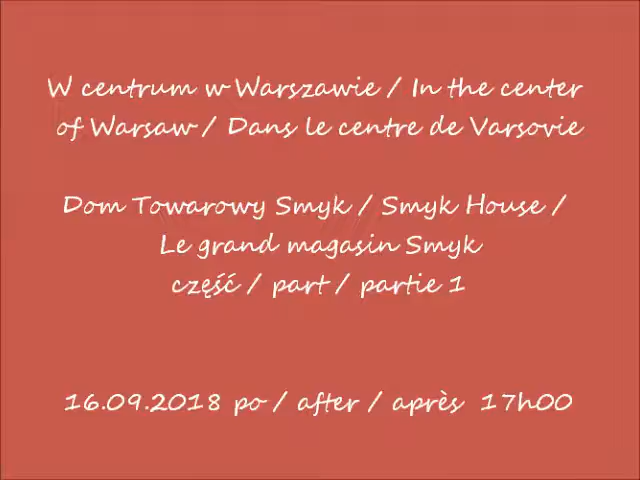 W centrum w Warszawie / In the center
of Warsaw / Dans le centre de Varsovie
Dom Towarowy Smyk / Smyk House /
Le grand magasin Smyk
część / part / partie 1
16.09.2018 po / after / après 17h00